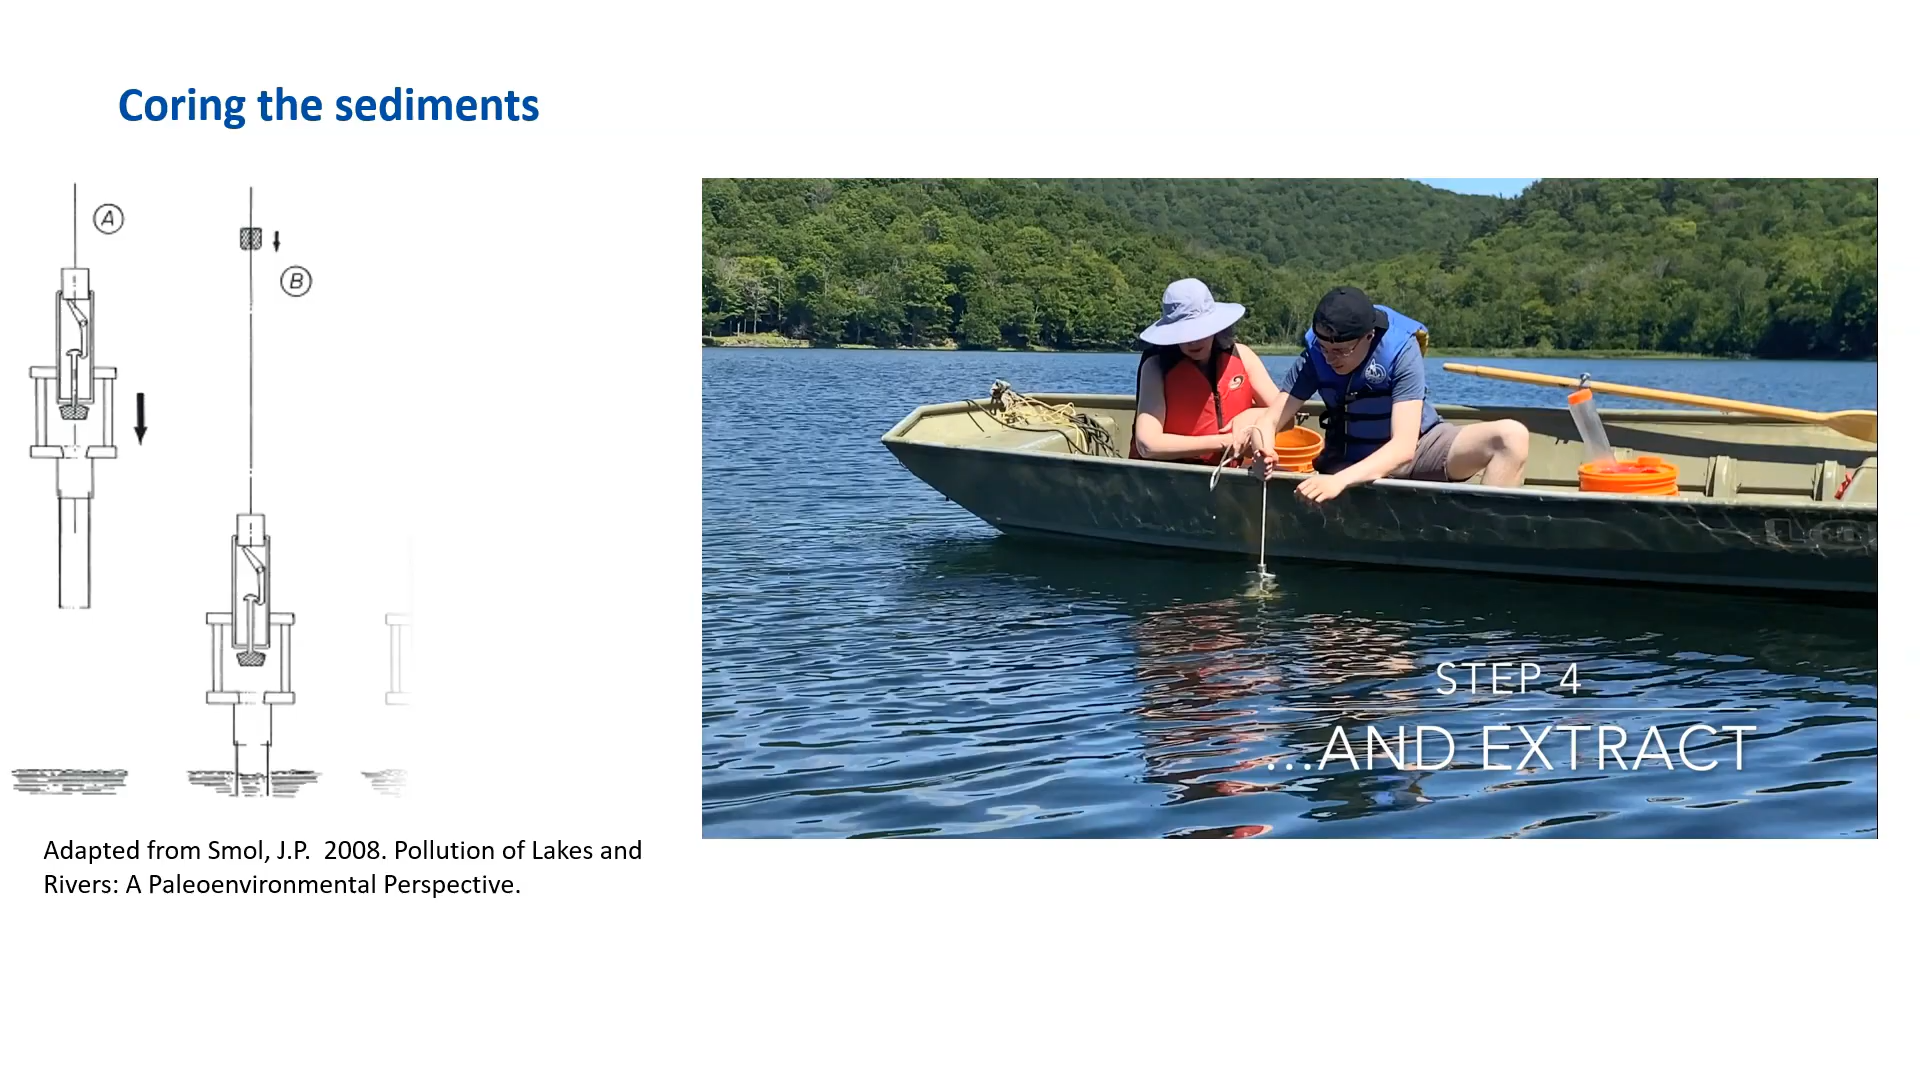 Coring the sediments
A
B
STEP 4
...AND EXTRACT
Adapted from Smol, J.P.  2008. Pollution of Lakes and
Rivers: A Paleoenvironmental Perspective.